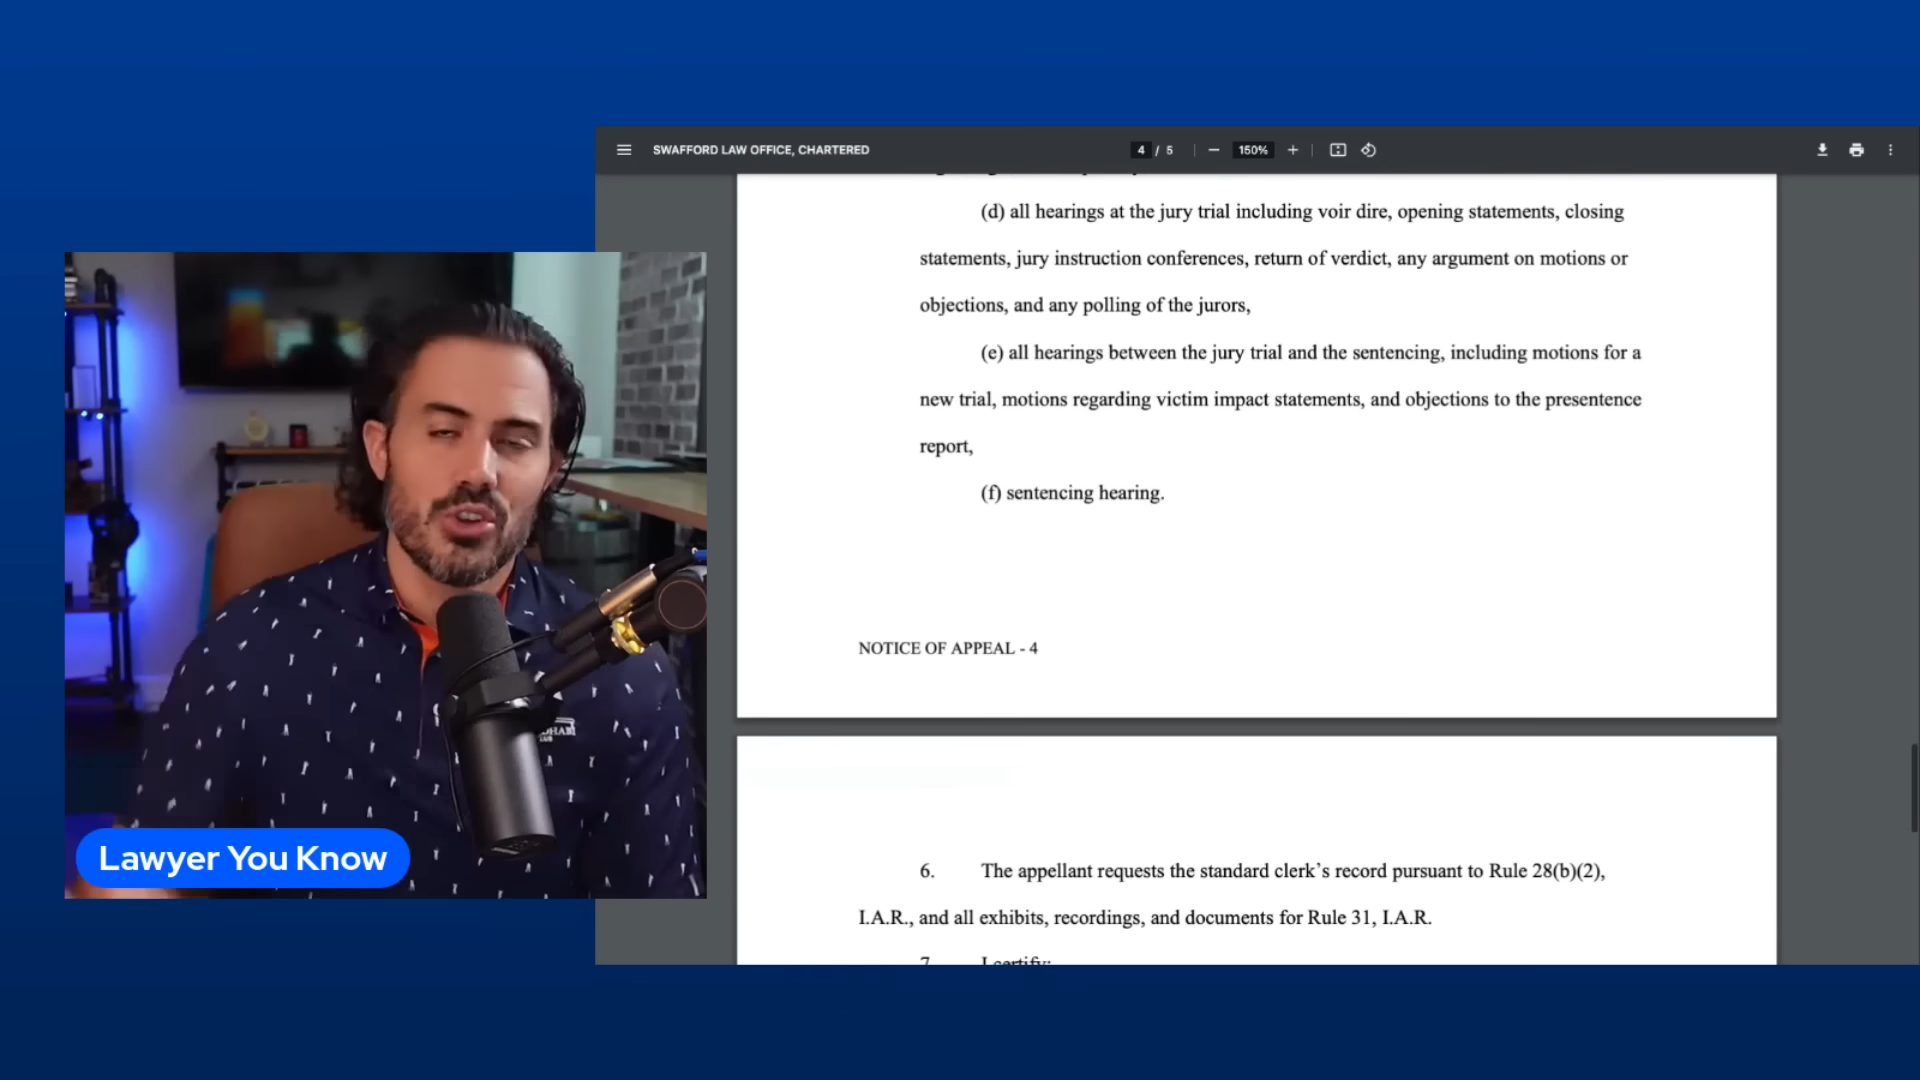 SWAFFORD LAW OFFICE, CHARTERED
4 / 5
150%
(d) all hearings at the jury trial including voir dire, opening statements, closing
statements, jury instruction conferences, return of verdict, any argument on motions or
objections, and any polling of the jurors,
(e) all hearings between the jury trial and the sentencing, including motions for a
new trial, motions regarding victim impact statements, and objections to the presentence
report,
(f) sentencing hearing.
NOTICE OF APPEAL - 4
6. The appellant requests the standard clerk’s record pursuant to Rule 28(b)(2),
I.A.R., and all exhibits, recordings, and documents for Rule 31, I.A.R.
7. I certify:
Lawyer You Know